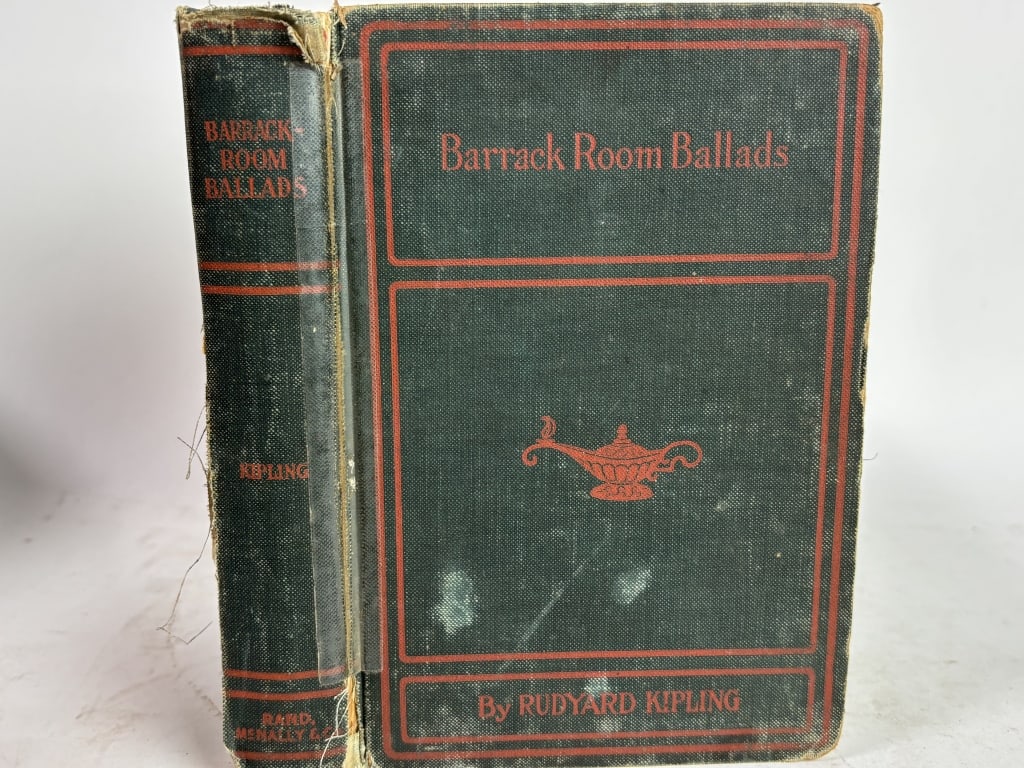 BARRACK-
ROOM
BALLADS
KIPLING
RAND,
MCNALLY & Co
Barrack Room Ballads
By RUDYARD KIPLING